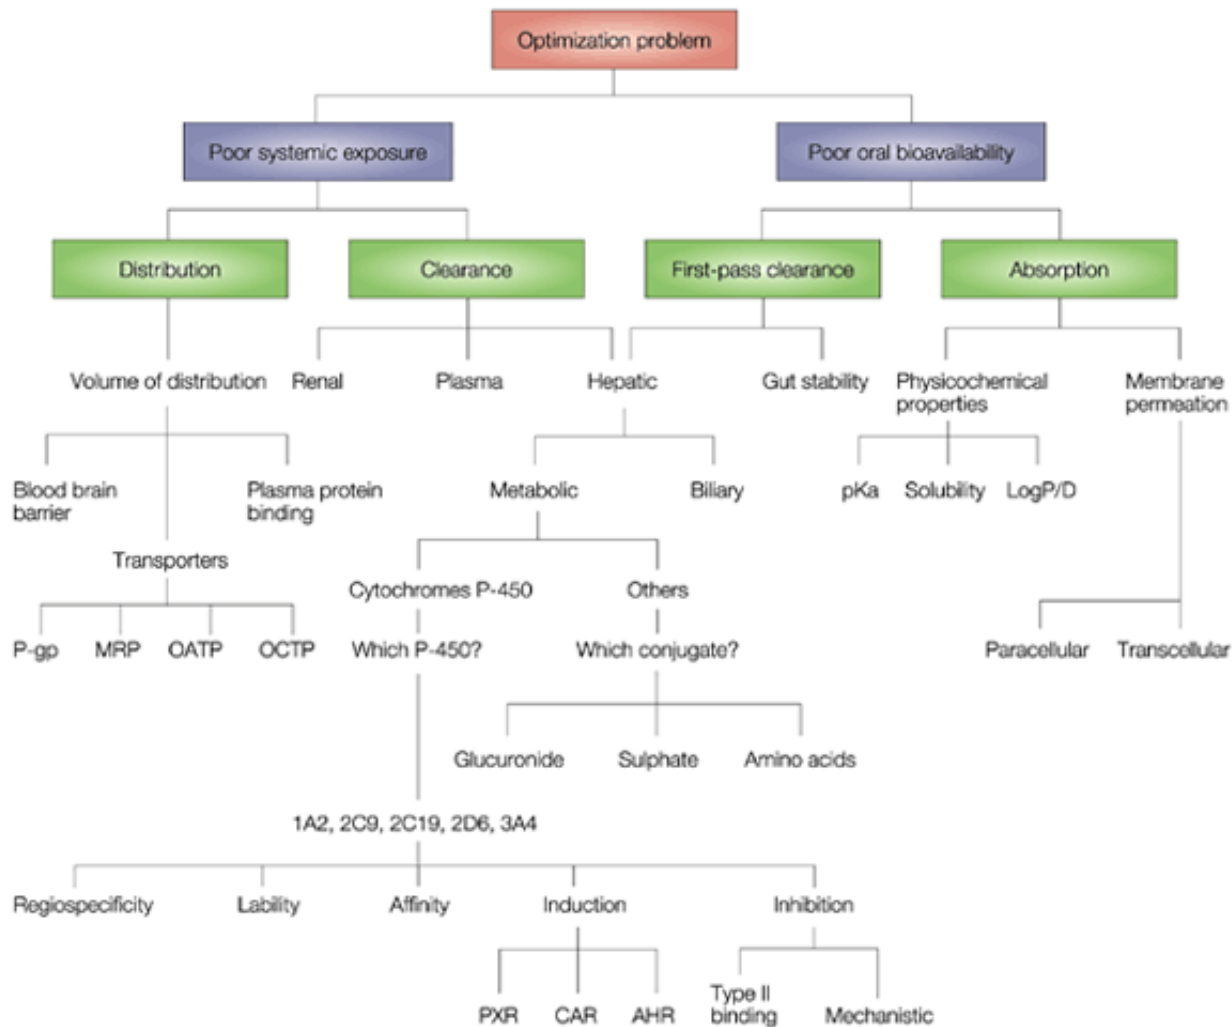 Optimization problem
Poor systemic exposure
Poor oral bioavailability
Distribution
Clearance
First-pass clearance
Absorption
Volume of distribution
Renal
Plasma
Hepatic
Gut stability
Physicochemical
properties
Membrane
permeation
Blood brain
barrier
Plasma protein
binding
Metabolic
Biliary
pKa
Solubility
LogP/D
Transporters
Cytochromes P-450
Others
P-gp
MRP
OATP
OCTP
Which P-450?
Which conjugate?
Paracellular
Transcellular
Glucuronide
Sulphate
Amino acids
1A2, 2C9, 2C19, 2D6, 3A4
Regiospecificity
Lability
Affinity
Induction
Inhibition
PXR
CAR
AHR
Type II
binding
Mechanistic